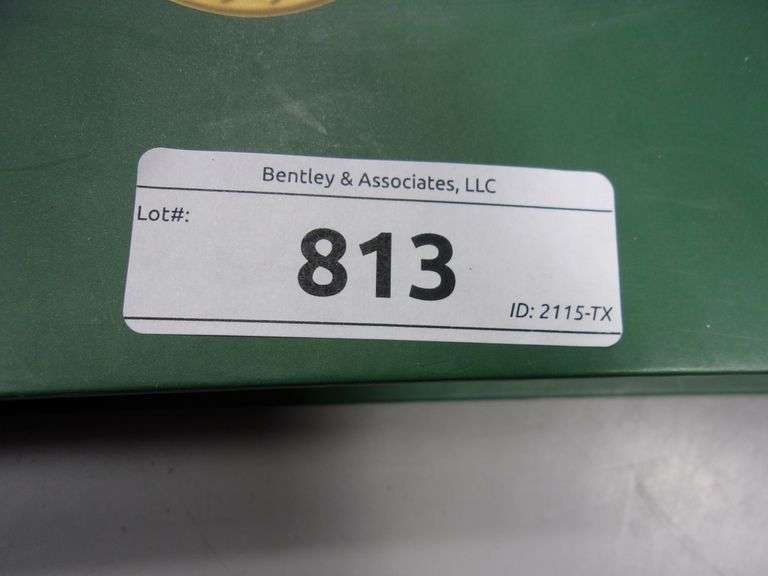 Bentley & Associates, LLC
Lot#:
813
ID: 2115-TX